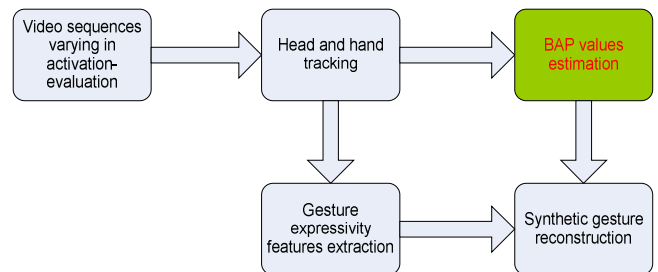 Video sequences
varying in
activation-
evaluation
Head and hand
tracking
BAP values
estimation
Gesture
expressivity
features extraction
Synthetic gesture
reconstruction